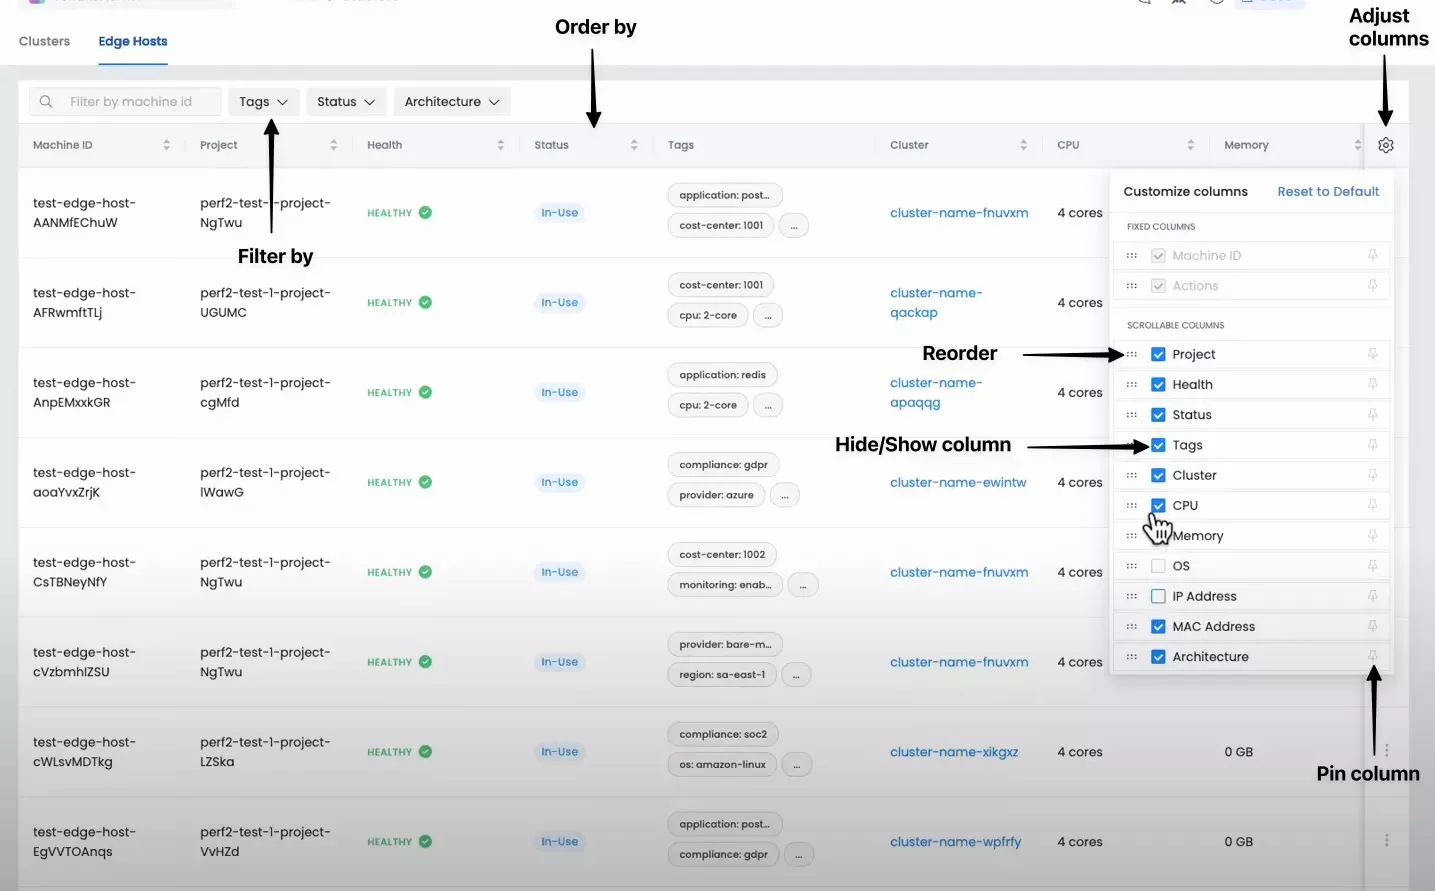 Order by
Adjust
columns
Clusters
Edge Hosts
Filter by machine id
Tags
Status
Architecture
Machine ID
Project
Health
Status
Tags
Cluster
CPU
Memory
test-edge-host-
AANMfEChuW
perf2-test-1-project-
NgTwu
HEALTHY
In-Use
application: post...
cost-center: 1001
...
cluster-name-fnuvxm
4 cores
Filter by
test-edge-host-
AFRwmftTLj
perf2-test-1-project-
UGUMC
HEALTHY
In-Use
cost-center: 1001
cpu: 2-core
...
cluster-name-
qackap
4 cores
test-edge-host-
AnpEMxxkGR
perf2-test-1-project-
cgMfd
HEALTHY
In-Use
application: redis
cpu: 2-core
...
cluster-name-
apaqqg
4 cores
test-edge-host-
aoaYvxZrjK
perf2-test-1-project-
lWawG
HEALTHY
In-Use
compliance: gdpr
provider: azure
...
cluster-name-ewintw
4 cores
test-edge-host-
CsTBNeyNfY
perf2-test-1-project-
NgTwu
HEALTHY
In-Use
cost-center: 1002
monitoring: enab...
...
cluster-name-fnuvxm
4 cores
test-edge-host-
cVzbmhlZSU
perf2-test-1-project-
NgTwu
HEALTHY
In-Use
provider: bare-m...
region: sa-east-1
...
cluster-name-fnuvxm
4 cores
test-edge-host-
cWLsvMDTkg
perf2-test-1-project-
LZSka
HEALTHY
In-Use
compliance: soc2
os: amazon-linux
...
cluster-name-xikgxz
4 cores
0 GB
test-edge-host-
EgVVTOAnqs
perf2-test-1-project-
VvHZd
HEALTHY
In-Use
application: post...
compliance: gdpr
...
cluster-name-wpfrfy
4 cores
0 GB
Customize columns
Reset to Default
FIXED COLUMNS
Machine ID
Actions
SCROLLABLE COLUMNS
Reorder
Project
Health
Status
Hide/Show column
Tags
Cluster
CPU
Memory
OS
IP Address
MAC Address
Architecture
Pin column